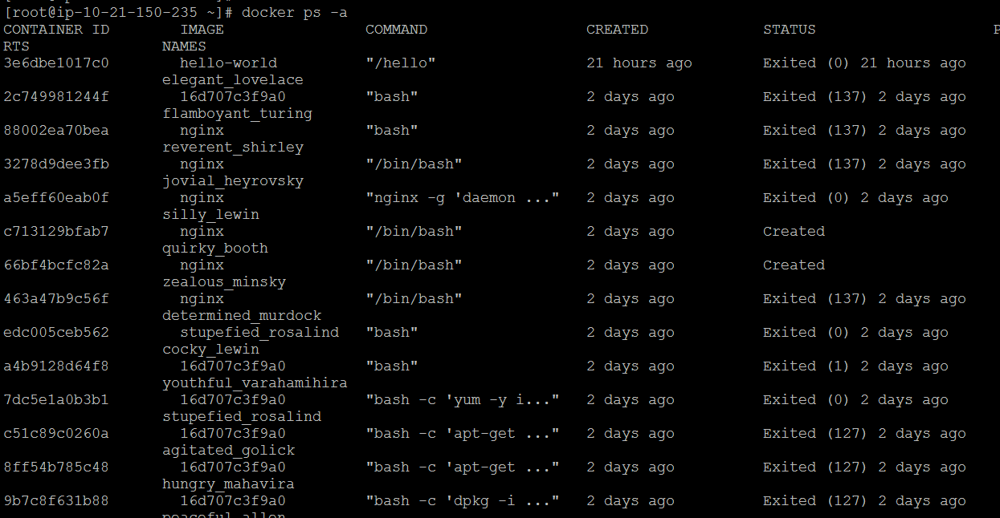 [root@ip-10-21-150-235 ~]# docker ps -a
CONTAINER ID IMAGE COMMAND CREATED STATUS P
RTS NAMES
3e6dbe1017c0 hello-world "/hello" 21 hours ago Exited (0) 21 hours ago
elegant_lovelace
2c749981244f 16d707c3f9a0 "bash" 2 days ago Exited (137) 2 days ago
flamboyant_turing
88002ea70bea nginx "bash" 2 days ago Exited (137) 2 days ago
reverent_shirley
3278d9dee3fb nginx "/bin/bash" 2 days ago Exited (137) 2 days ago
jovial_heyrovsky
a5eff60eab0f nginx "nginx -g 'daemon ..." 2 days ago Exited (0) 2 days ago
silly_lewin
c713129bfab7 nginx "/bin/bash" 2 days ago Created
quirky_booth
66bf4bcfc82a nginx "/bin/bash" 2 days ago Created
zealous_minsky
463a47b9c56f nginx "/bin/bash" 2 days ago Exited (137) 2 days ago
determined_murdock
edc005ceb562 stupefied_rosalind "bash" 2 days ago Exited (0) 2 days ago
cocky_lewin
a4b9128d64f8 16d707c3f9a0 "bash" 2 days ago Exited (1) 2 days ago
youthful_varahamihira
7dc5e1a0b3b1 16d707c3f9a0 "bash -c 'yum -y i..." 2 days ago Exited (0) 2 days ago
stupefied_rosalind
c51c89c0260a 16d707c3f9a0 "bash -c 'apt-get ..." 2 days ago Exited (127) 2 days ago
agitated_golick
8ff54b785c48 16d707c3f9a0 "bash -c 'apt-get ..." 2 days ago Exited (127) 2 days ago
hungry_mahavira
9b7c8f631b88 16d707c3f9a0 "bash -c 'dpkg -i ..." 2 days ago Exited (127) 2 days ago
peaceful_allen